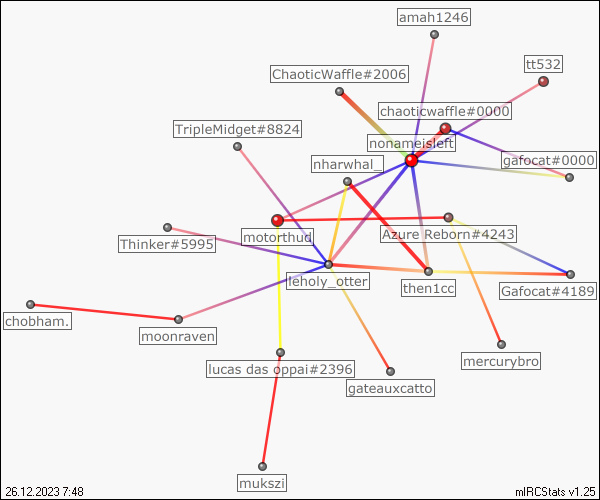 amah1246
tt532
ChaoticWaffle#2006
chaoticwaffle#0000
TripleMidget#8824
nonameisleft
nharwhal_
gafocat#0000
motorthud
Azure Reborn#4243
Thinker#5995
leholy_otter
then1cc
Gafocat#4189
chobham.
moonraven
lucas das oppai#2396
mercurybro
gateauxcatto
mukszi
26.12.2023 7:48
mIRCStats v1.25